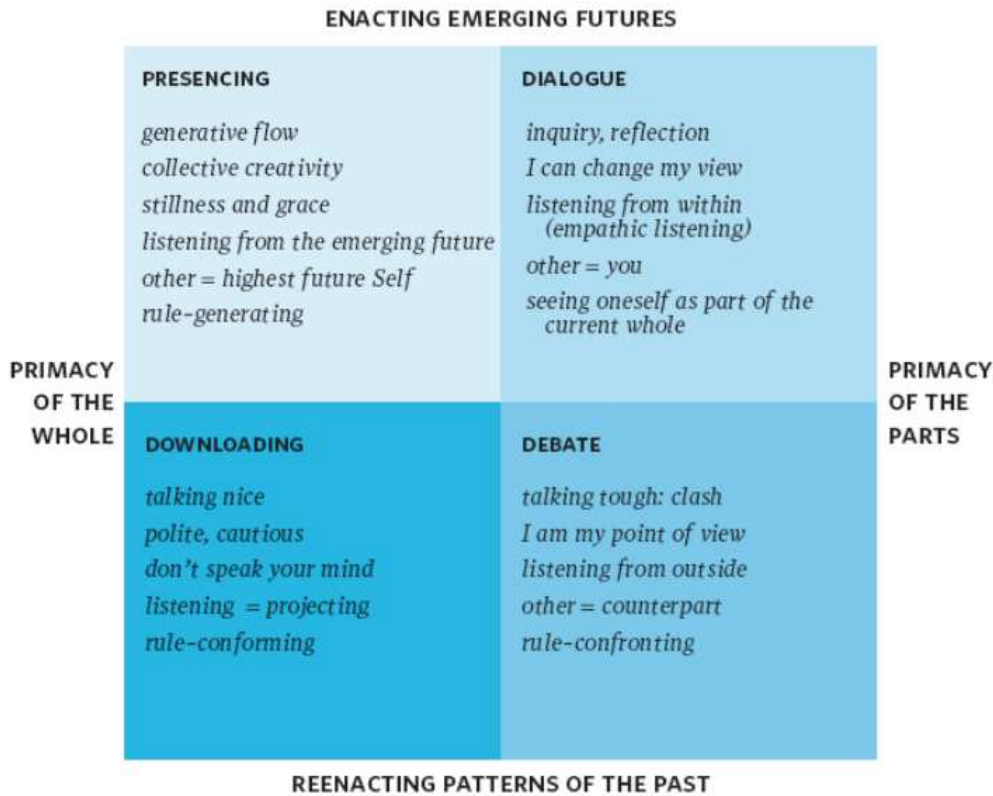 ENACTING EMERGING FUTURES
PRESENCING
generative flow
collective creativity
stillness and grace
listening from the emerging future
other = highest future Self
rule-generating
DIALOGUE
inquiry, reflection
I can change my view
listening from within
(empathic listening)
other = you
seeing oneself as part of the
current whole
PRIMACY
OF THE
WHOLE
PRIMACY
OF THE
PARTS
DOWNLOADING
talking nice
polite, cautious
don't speak your mind
listening = projecting
rule-conforming
DEBATE
talking tough: clash
I am my point of view
listening from outside
other = counterpart
rule-confronting
REENACTING PATTERNS OF THE PAST